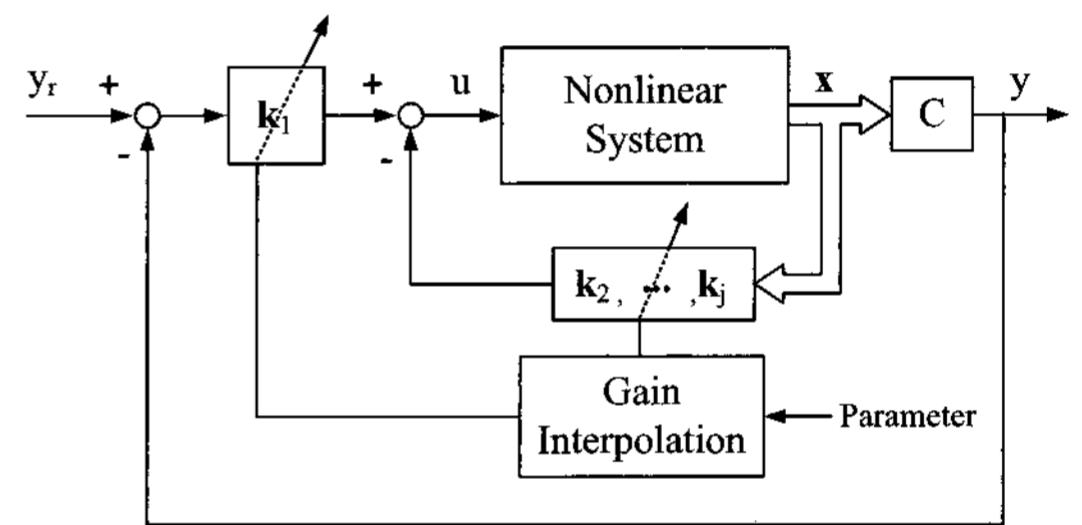 yr + - k1 + - u Nonlinear System x C y
k2 , ... ,kj
Gain Interpolation
Parameter